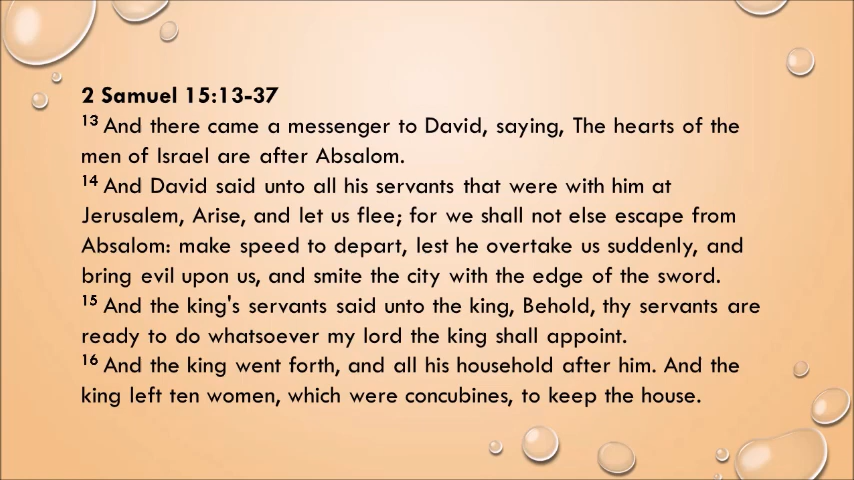 2 Samuel 15:13-37
13 And there came a messenger to David, saying, The hearts of the
men of Israel are after Absalom.
14 And David said unto all his servants that were with him at
Jerusalem, Arise, and let us flee; for we shall not else escape from
Absalom: make speed to depart, lest he overtake us suddenly, and
bring evil upon us, and smite the city with the edge of the sword.
15 And the king's servants said unto the king, Behold, thy servants are
ready to do whatsoever my lord the king shall appoint.
16 And the king went forth, and all his household after him. And the
king left ten women, which were concubines, to keep the house.